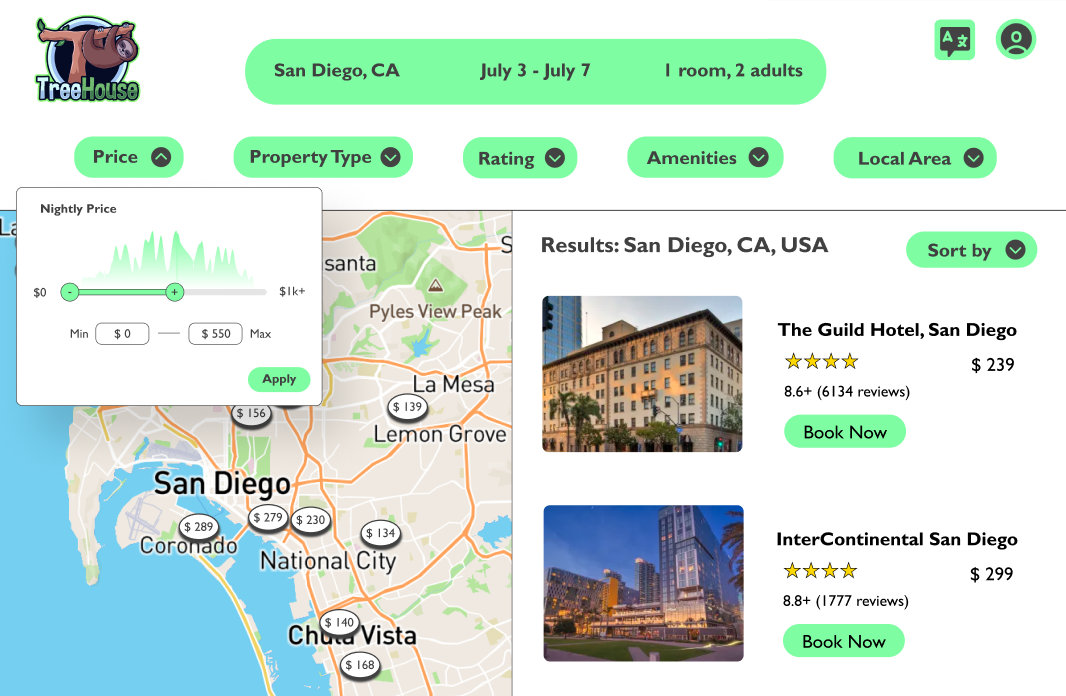 TreeHouse
San Diego, CA
July 3 - July 7
1 room, 2 adults
A
Price
Property Type
Rating
Amenities
Local Area
Nightly Price
$0
-
+
$1k+
Min
$ 0
$ 550
Max
Apply
La
santa
S
Pyles View Peak
La Mesa
$ 139
$ 156
Lemon Grove
San Diego
$ 289
$ 279
$ 230
$ 134
Coronado
National City
$ 140
Chula Vista
$ 168
Results: San Diego, CA, USA
Sort by
The Guild Hotel, San Diego
$ 239
8.6+ (6134 reviews)
Book Now
InterContinental San Diego
$ 299
8.8+ (1777 reviews)
Book Now